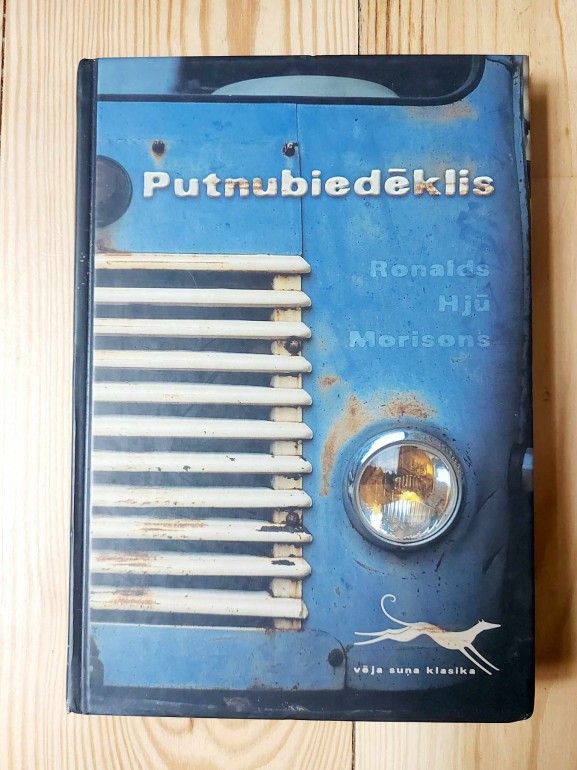 Putnubiedēklis
Ronalds
Hjū
Morisons
vēja suņa klasika